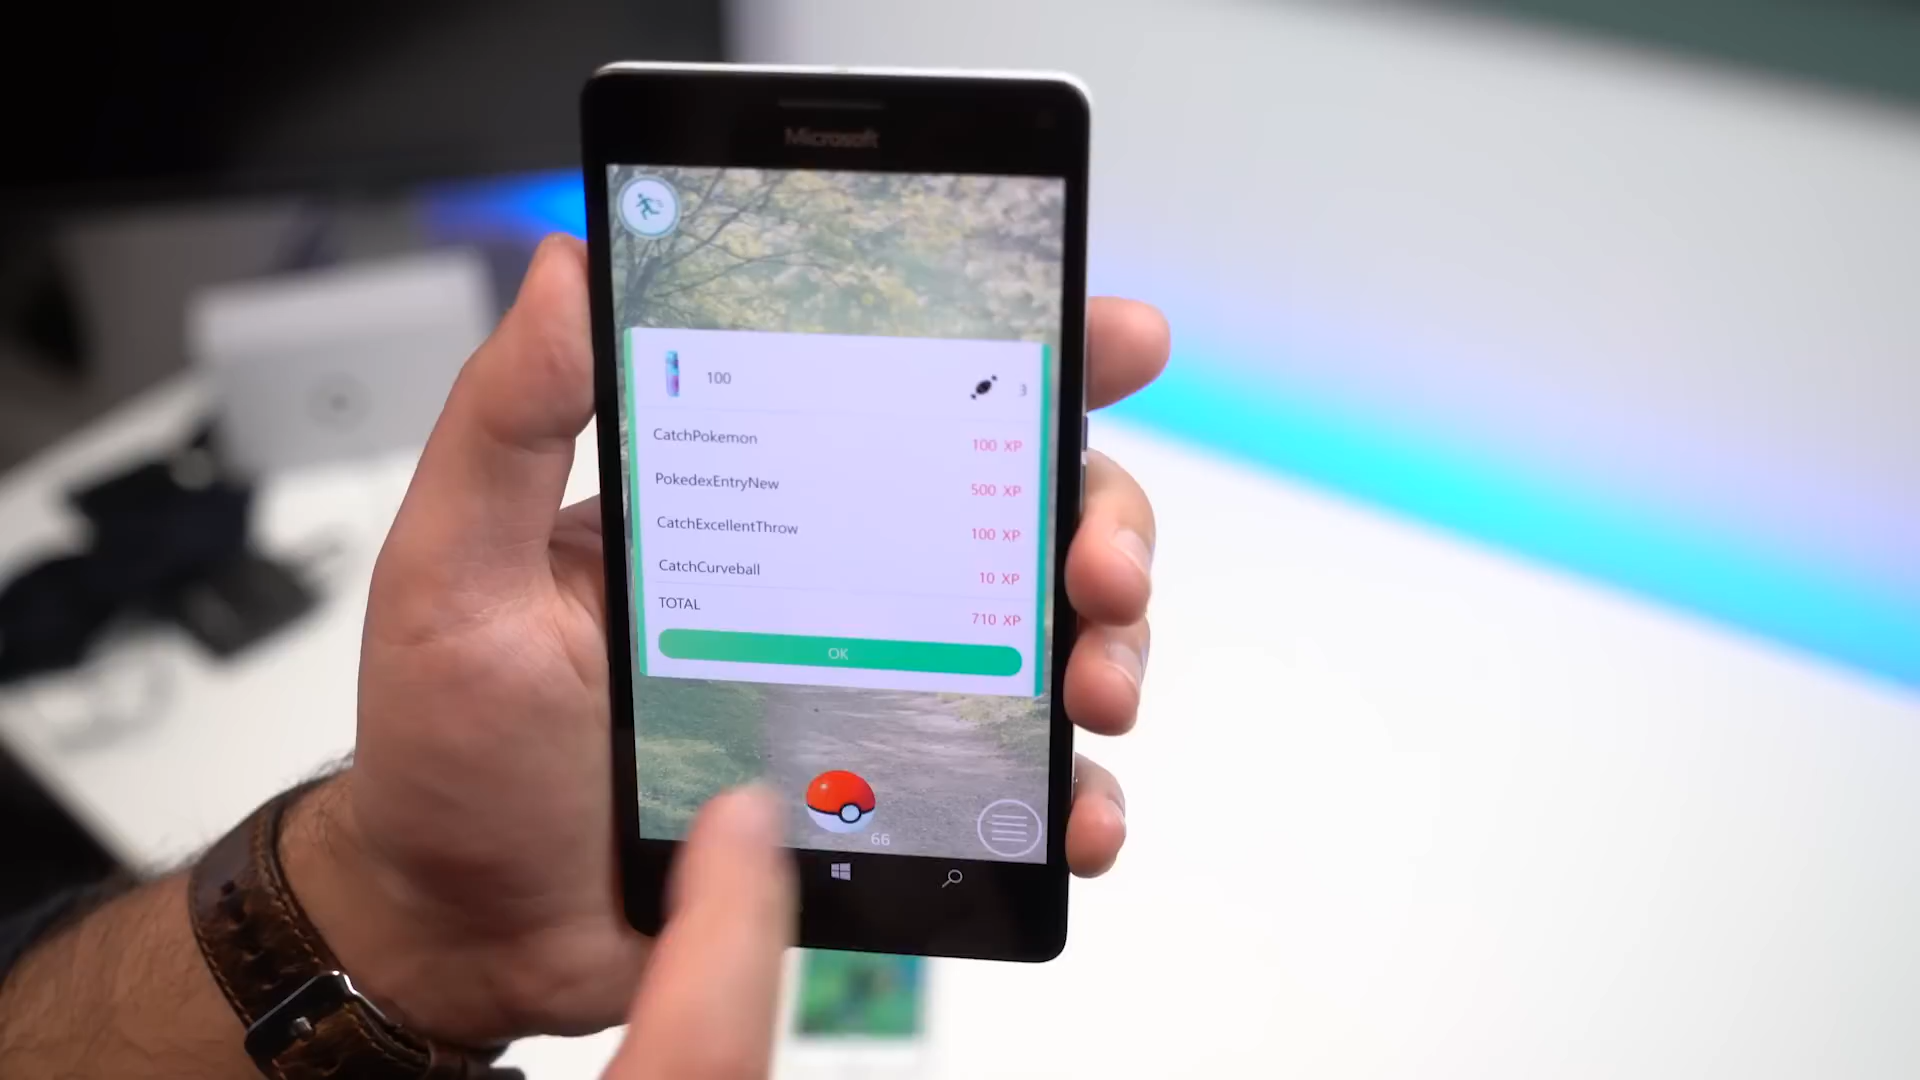 Microsoft
100 3
CatchPokemon 100 XP
PokedexEntryNew 500 XP
CatchExcellentThrow 100 XP
CatchCurveball 10 XP
TOTAL 710 XP
OK
66